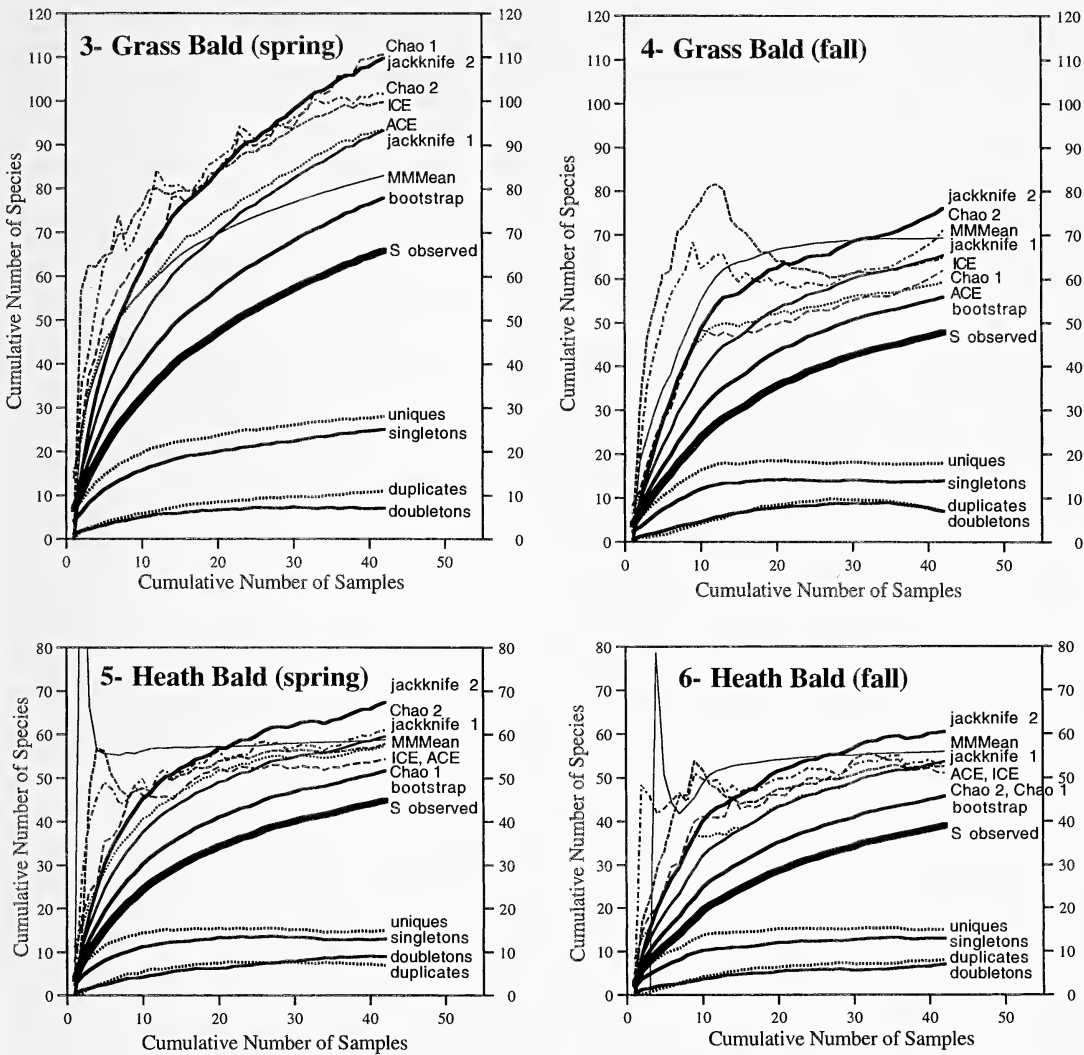 3- Grass Bald (spring)
Cumulative Number of Species
120
110
100
90
80
70
60
50
40
30
20
10
0
120
100
90
80
70
60
50
40
30
20
10
0
Chao 1
jackknife 2
Chao 2
ICE
ACE
jackknife 1
MMMean
bootstrap
S observed
uniques
singletons
duplicates
doubletons
0 10 20 30 40 50
Cumulative Number of Samples
4- Grass Bald (fall)
Cumulative Number of Species
120
110
100
90
80
70
60
50
40
30
20
10
0
120
110
100
90
80
70
60
50
40
30
20
10
0
jackknife 2
Chao 2
MMMean
jackknife 1
ICE
Chao 1
ACE
bootstrap
S observed
uniques
singletons
duplicates
doubletons
0 10 20 30 40 50
Cumulative Number of Samples
5- Heath Bald (spring)
Cumulative Number of Species
80
70
60
50
40
30
20
10
0
80
70
60
50
40
30
20
10
0
jackknife 2
Chao 2
jackknife 1
MMMean
ICE, ACE
Chao 1
bootstrap
S observed
uniques
singletons
doubletons
duplicates
0 10 20 30 40 50
Cumulative Number of Samples
6- Heath Bald (fall)
Cumulative Number of Species
80
70
60
50
40
30
20
10
0
80
70
60
50
40
30
20
10
0
jackknife 2
MMMean
jackknife 1
ACE, ICE
Chao 2, Chao 1
bootstrap
S observed
uniques
singletons
duplicates
doubletons
0 10 20 30 40 50
Cumulative Number of Samples